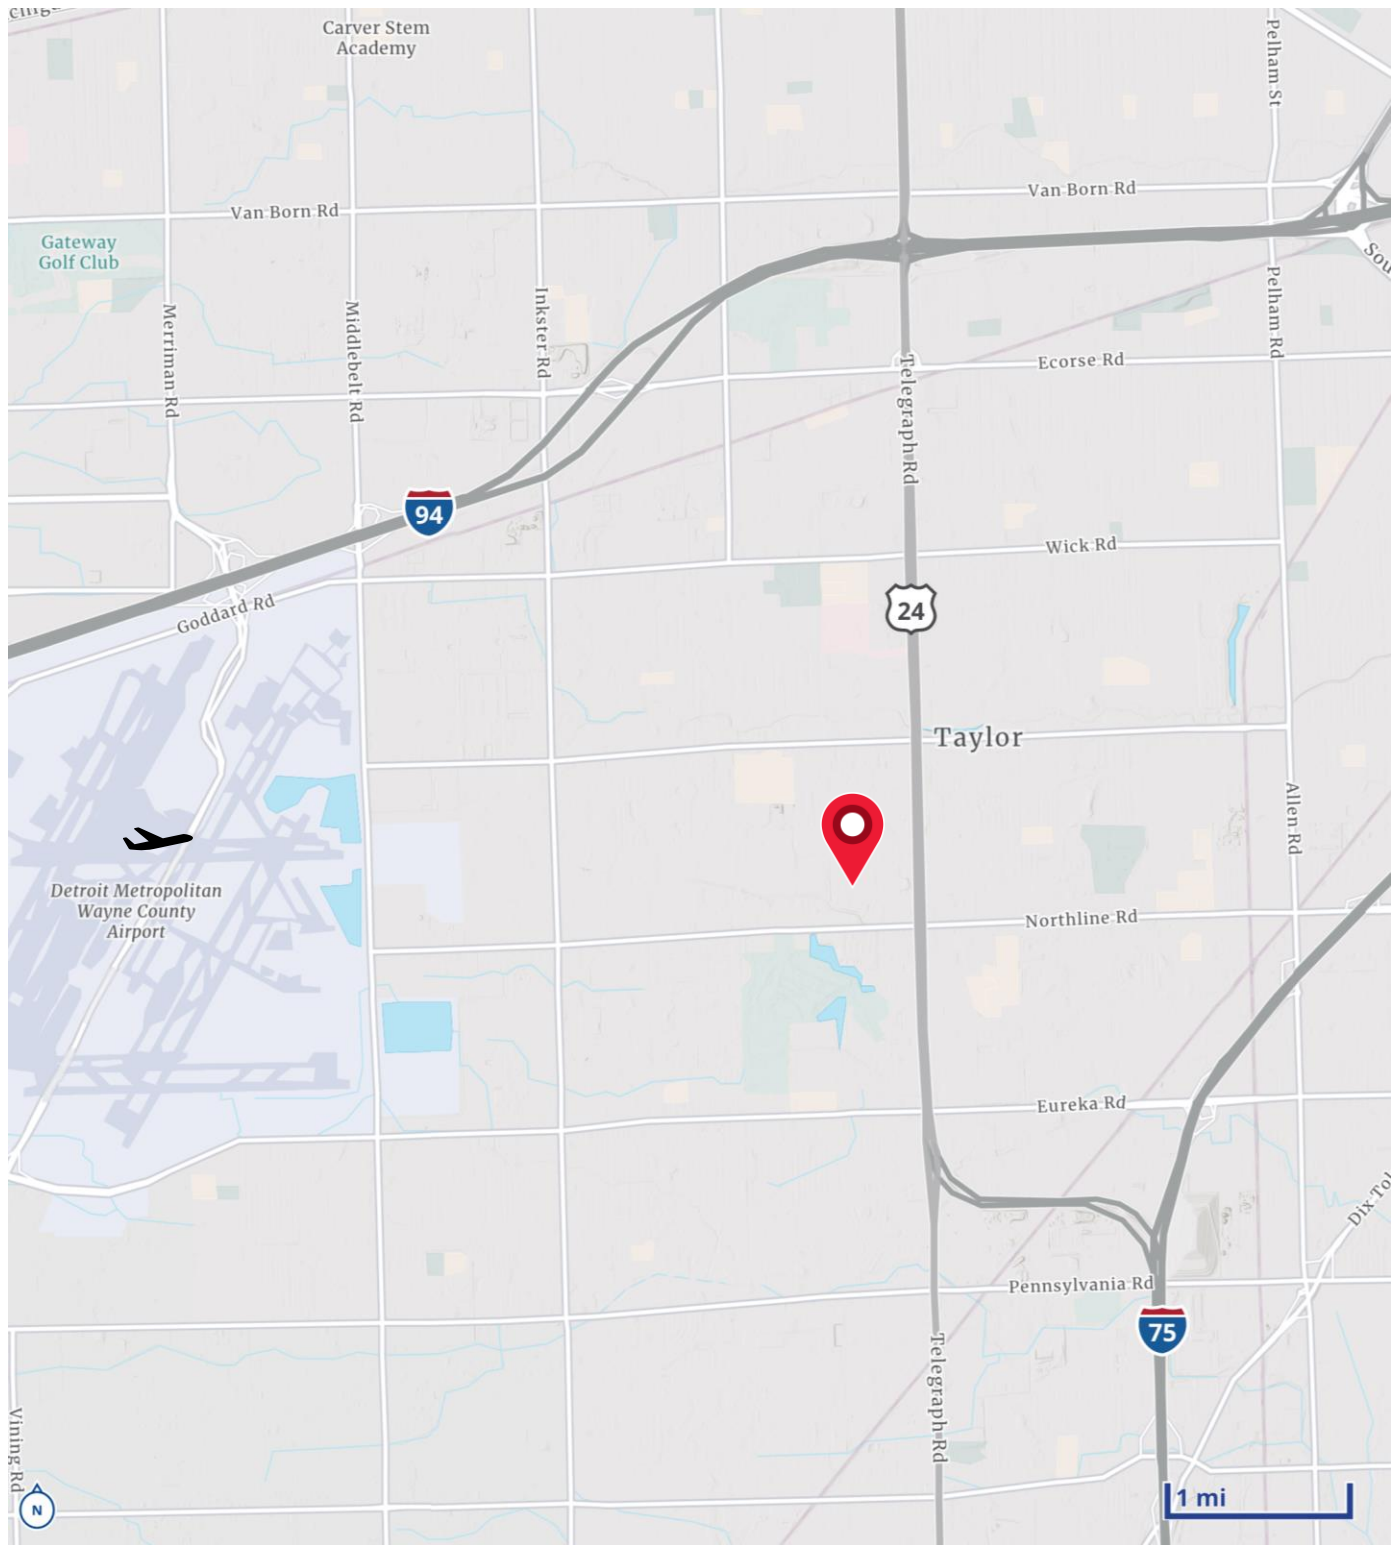 Carver Stem
Academy
Pelham St
Van Born Rd
Van Born Rd
Gateway
Golf Club
Merriman Rd
Middlebelt Rd
Inkster Rd
Pelham Rd
Telegraph Rd
Ecorse Rd
94
Wick Rd
24
Goddard Rd
Taylor
Allen Rd
Detroit Metropolitan
Wayne County
Airport
Northline Rd
Eureka Rd
Pennsylvania Rd
75
Telegraph Rd
Vining Rd
N
1 mi